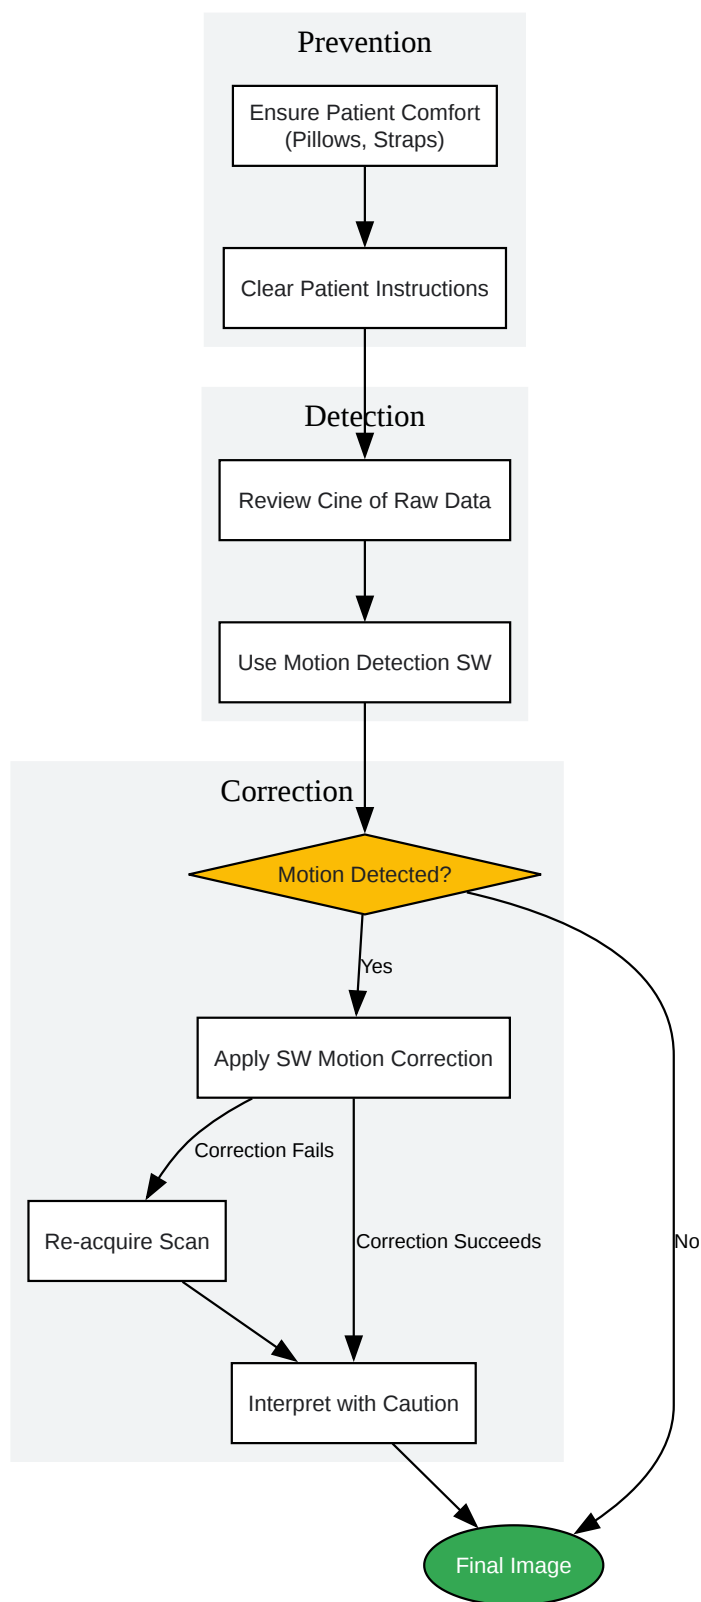 Prevention
Ensure Patient Comfort
(Pillows, Straps)
Clear Patient Instructions
Detection
Review Cine of Raw Data
Use Motion Detection SW
Correction
Motion Detected?
Yes
Apply SW Motion Correction
Correction Fails
Re-acquire Scan
Correction Succeeds
No
Interpret with Caution
Final Image